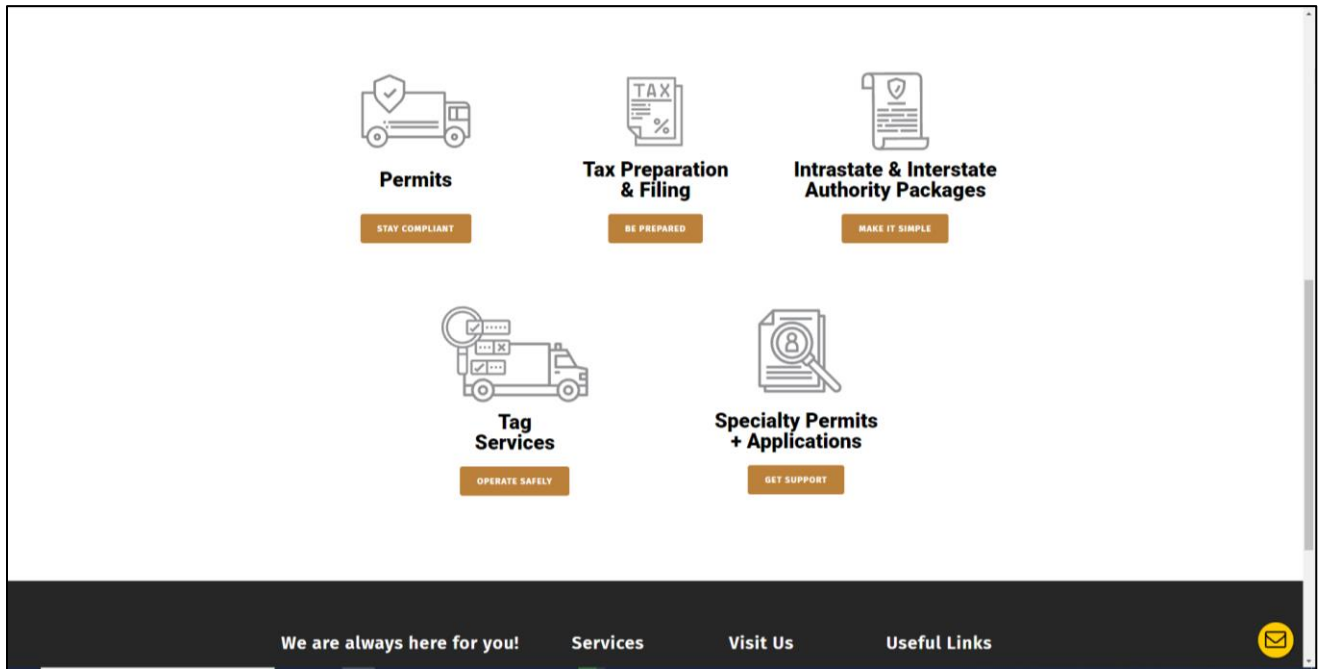 TAX
%
Permits
Tax Preparation
& Filing
Intrastate & Interstate
Authority Packages
STAY COMPLIANT
BE PREPARED
MAKE IT SIMPLE
Tag
Services
Specialty Permits
+ Applications
OPERATE SAFELY
GET SUPPORT
We are always here for you!
Services
Visit Us
Useful Links